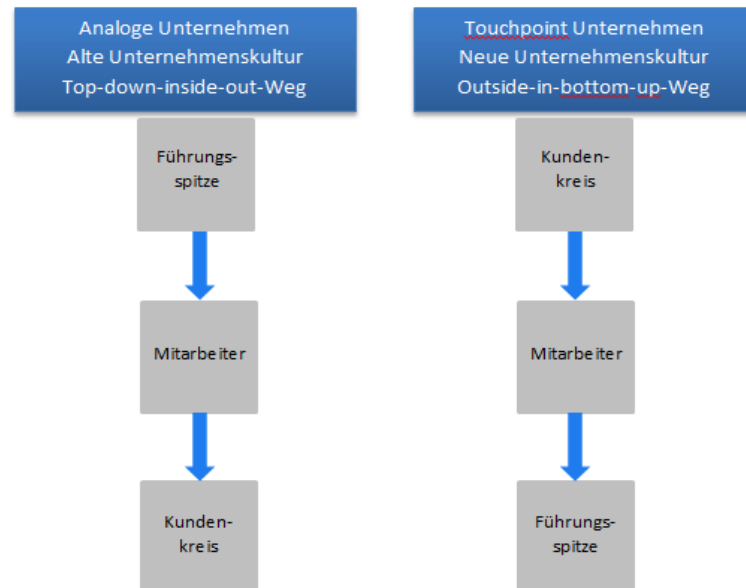 Analoge Unternehmen
Alte Unternehmenskultur
Top-down-inside-out-Weg
Führungs-
spitze
Mitarbeiter
Kunden-
kreis
Touchpoint Unternehmen
Neue Unternehmenskultur
Outside-in-bottom-up-Weg
Kunden-
kreis
Mitarbeiter
Führungs-
spitze